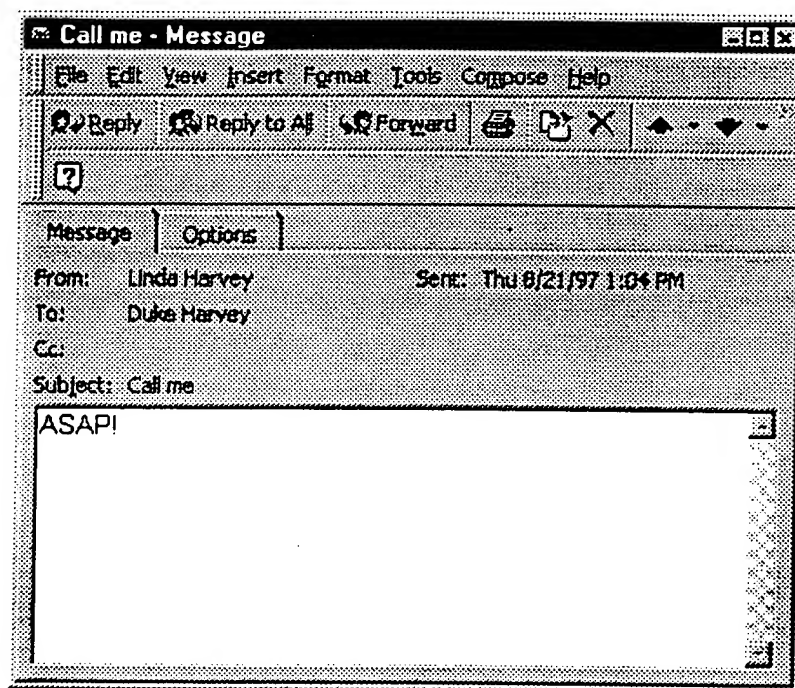 Call me - Message
File Edit View Insert Format Tools Compose Help
Reply Reply to All Forward
Message Options
From: Linda Harvey Sent: Thu 8/21/97 1:04 PM
To: Duke Harvey
Cc:
Subject: Call me
ASAP!